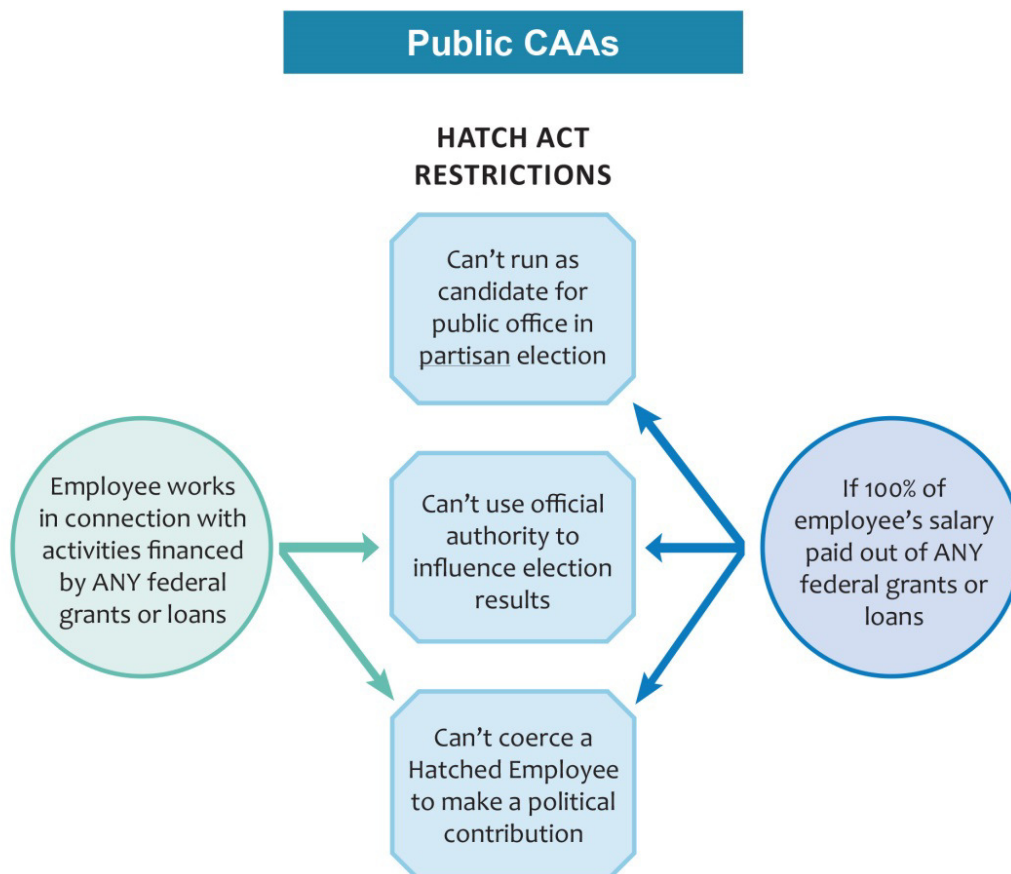 Public CAAs
HATCH ACT
RESTRICTIONS
Can’t run as
candidate for
public office in
partisan election
Employee works
in connection with
activities financed
by ANY federal
grants or loans
Can’t use official
authority to
influence election
results
If 100% of
employee’s salary
paid out of ANY
federal grants or
loans
Can’t coerce a
Hatched Employee
to make a political
contribution